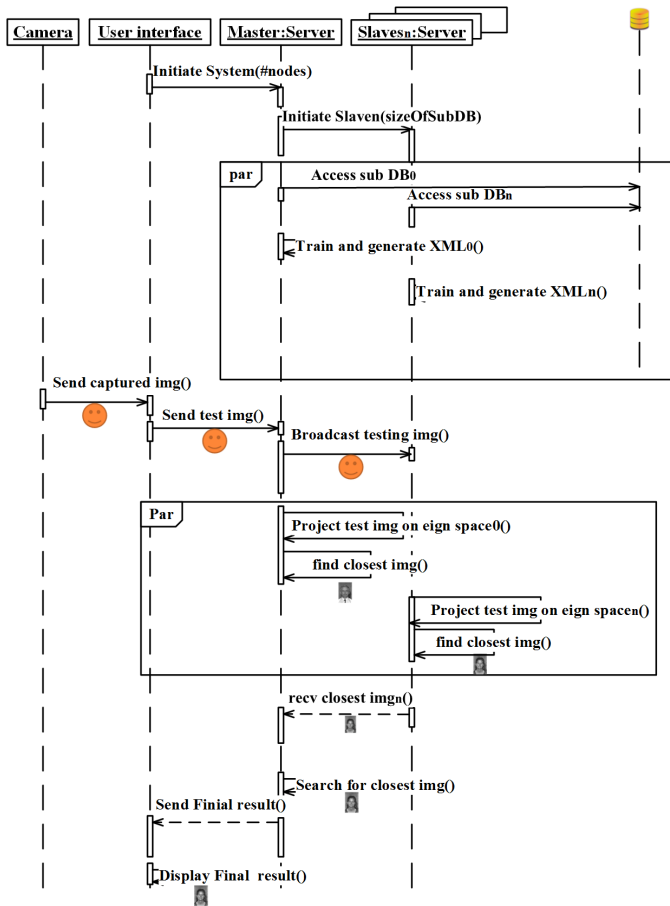 Camera
User interface
Master:Server
Slavesn:Server
Initiate System(#nodes)
Initiate Slaven(sizeOfSubDB)
par
Access sub DB0
Access sub DBn
Train and generate XML0()
Train and generate XMLn()
Send captured img()
Send test img()
Broadcast testing img()
Par
Project test img on eign space0()
find closest img()
Project test img on eign spacen()
find closest img()
recv closest imgn()
Search for closest img()
Send Finial result()
Display Final result()